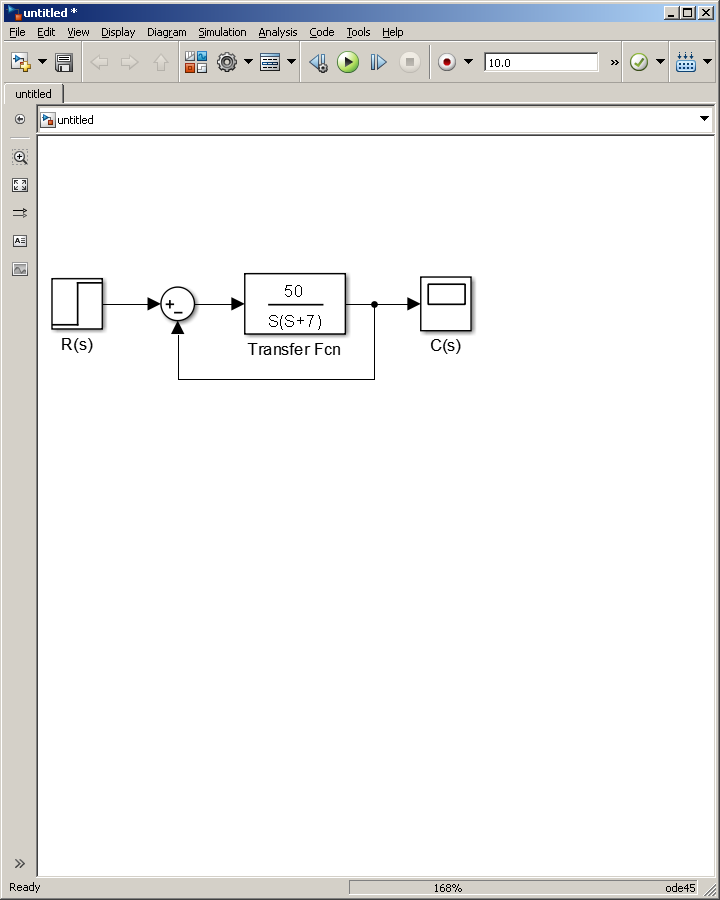 untitled *
File Edit View Display Diagram Simulation Analysis Code Tools Help
10.0 »
untitled
untitled
50
S(S+7)
+
−
R(s)
Transfer Fcn
C(s)
»
Ready 168% ode45